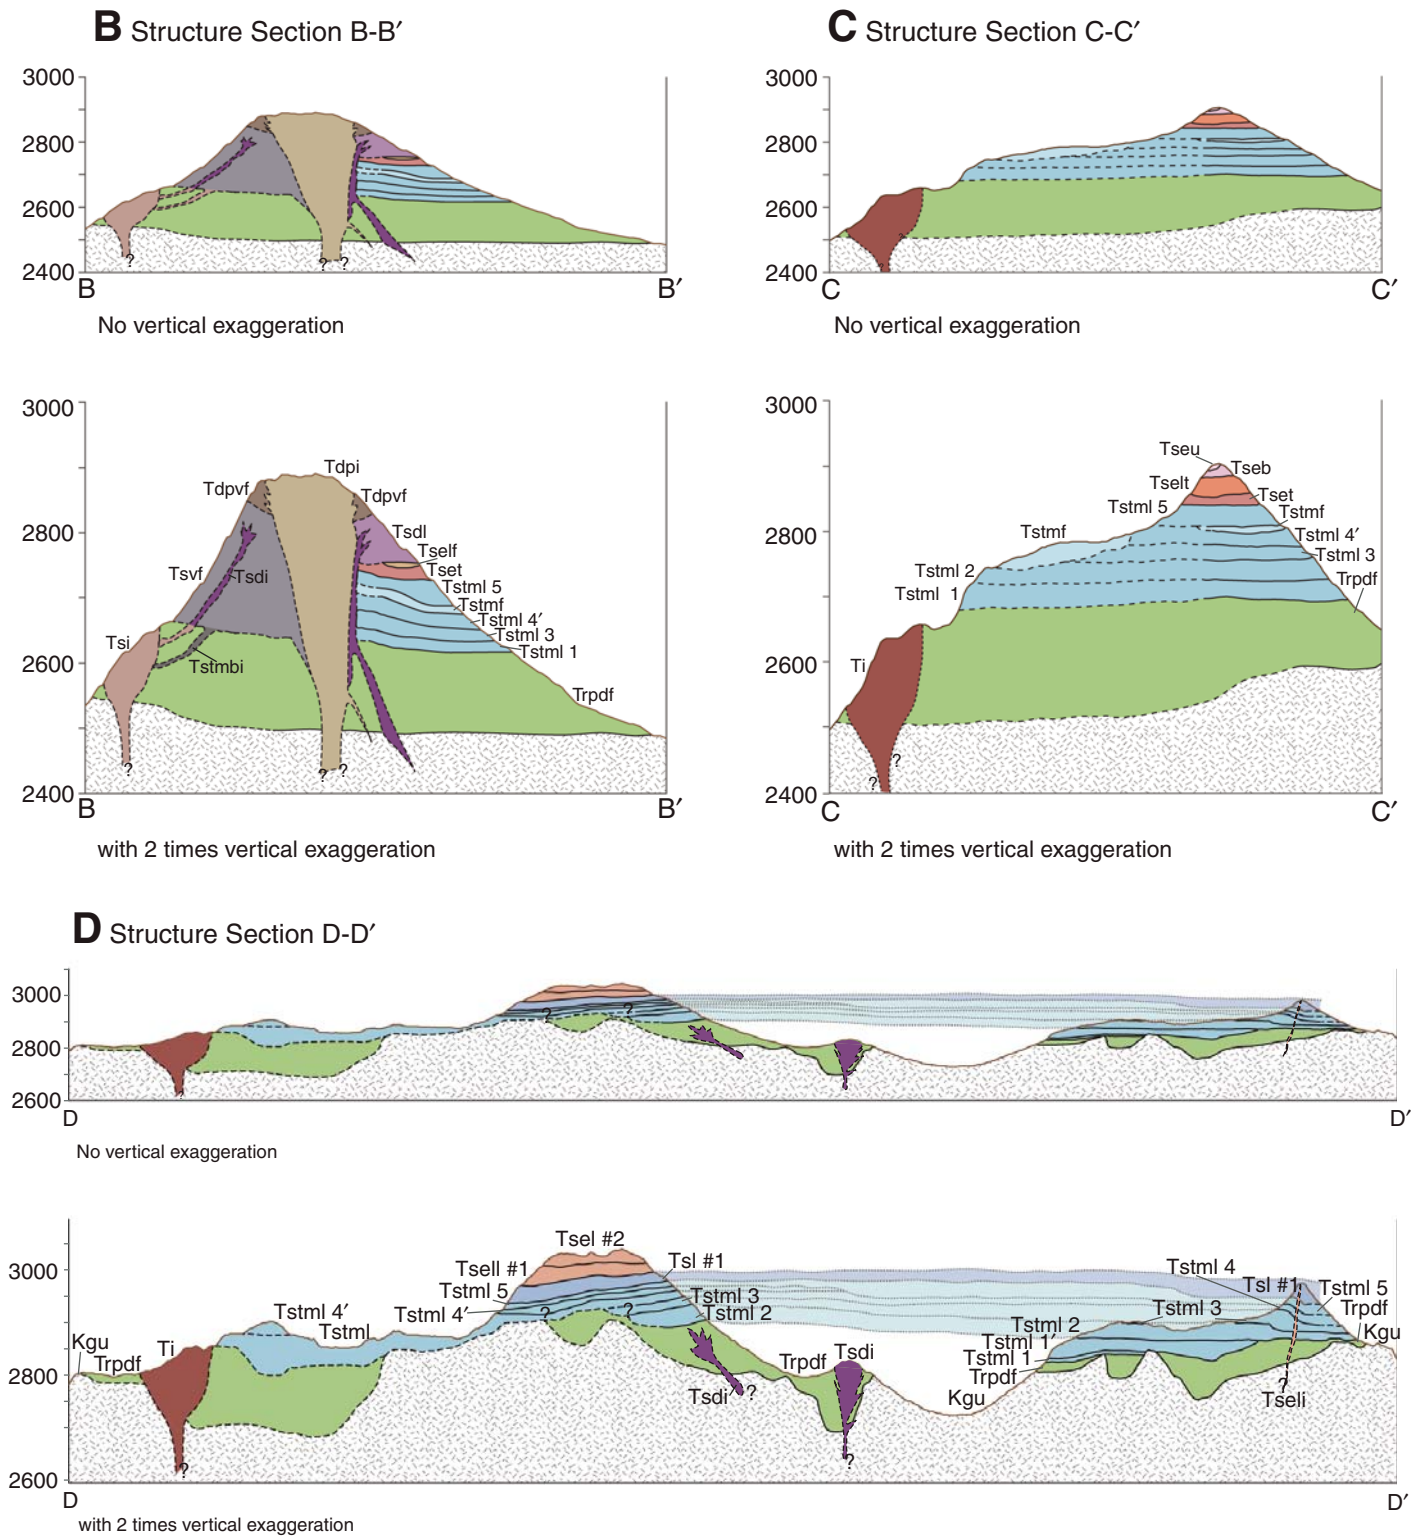 B Structure Section B-B′
3000
2800
2600
2400
?
? ?
B B′
No vertical exaggeration
C Structure Section C-C′
3000
2800
2600
2400
?
C C′
No vertical exaggeration
3000
2800
2600
2400
Tdpi
Tdpvf
Tdpvf
Tsdl
Tself
Tset
Tsvf
Tsdi
Tstml 5
Tstmf
Tstml 4′
Tstml 3
Tstml 1
Tsi
Tstmbi
Trpdf
?
? ?
B B′
with 2 times vertical exaggeration
3000
2800
2600
2400
Tseu
Tseb
Tselt
Tset
Tstml 5
Tstmf
Tstmf
Tstml 4′
Tstml 3
Tstml 2
Trpdf
Tstml 1
Ti
?
?
C C′
with 2 times vertical exaggeration
D Structure Section D-D′
3000
2800
2600
? ?
?
D D′
No vertical exaggeration
3000
2800
2600
Tsel #2
Tsell #1
Tsl #1
Tstml 4
Tstml 5
Tstml 3
Tsl #1
Tstml 5
Tstml 4′
Tstml 4′
Tstml 2
Tstml 3
Trpdf
Tstml
Tstml 2
Kgu
Kgu
Ti
Tstml 1′
Trpdf
Trpdf
Tsdi
Tstml 1
Trpdf
Tsdi
?
Kgu
?
Tseli
? ?
?
?
D D′
with 2 times vertical exaggeration